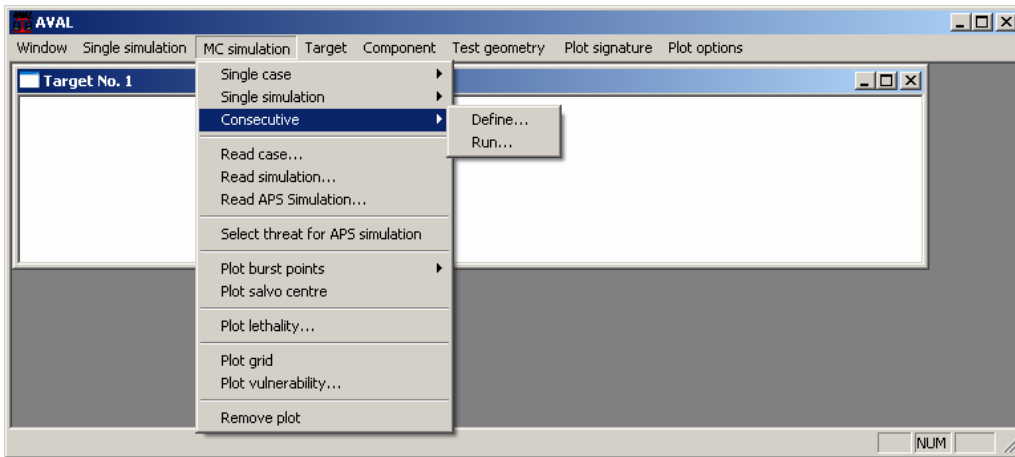 AVAL
Window Single simulation MC simulation Target Component Test geometry Plot signature Plot options
Target No. 1
Single case
Single simulation
Consecutive
Define...
Run...
Read case...
Read simulation...
Read APS Simulation...
Select threat for APS simulation
Plot burst points
Plot salvo centre
Plot lethality...
Plot grid
Plot vulnerability...
Remove plot
NUM